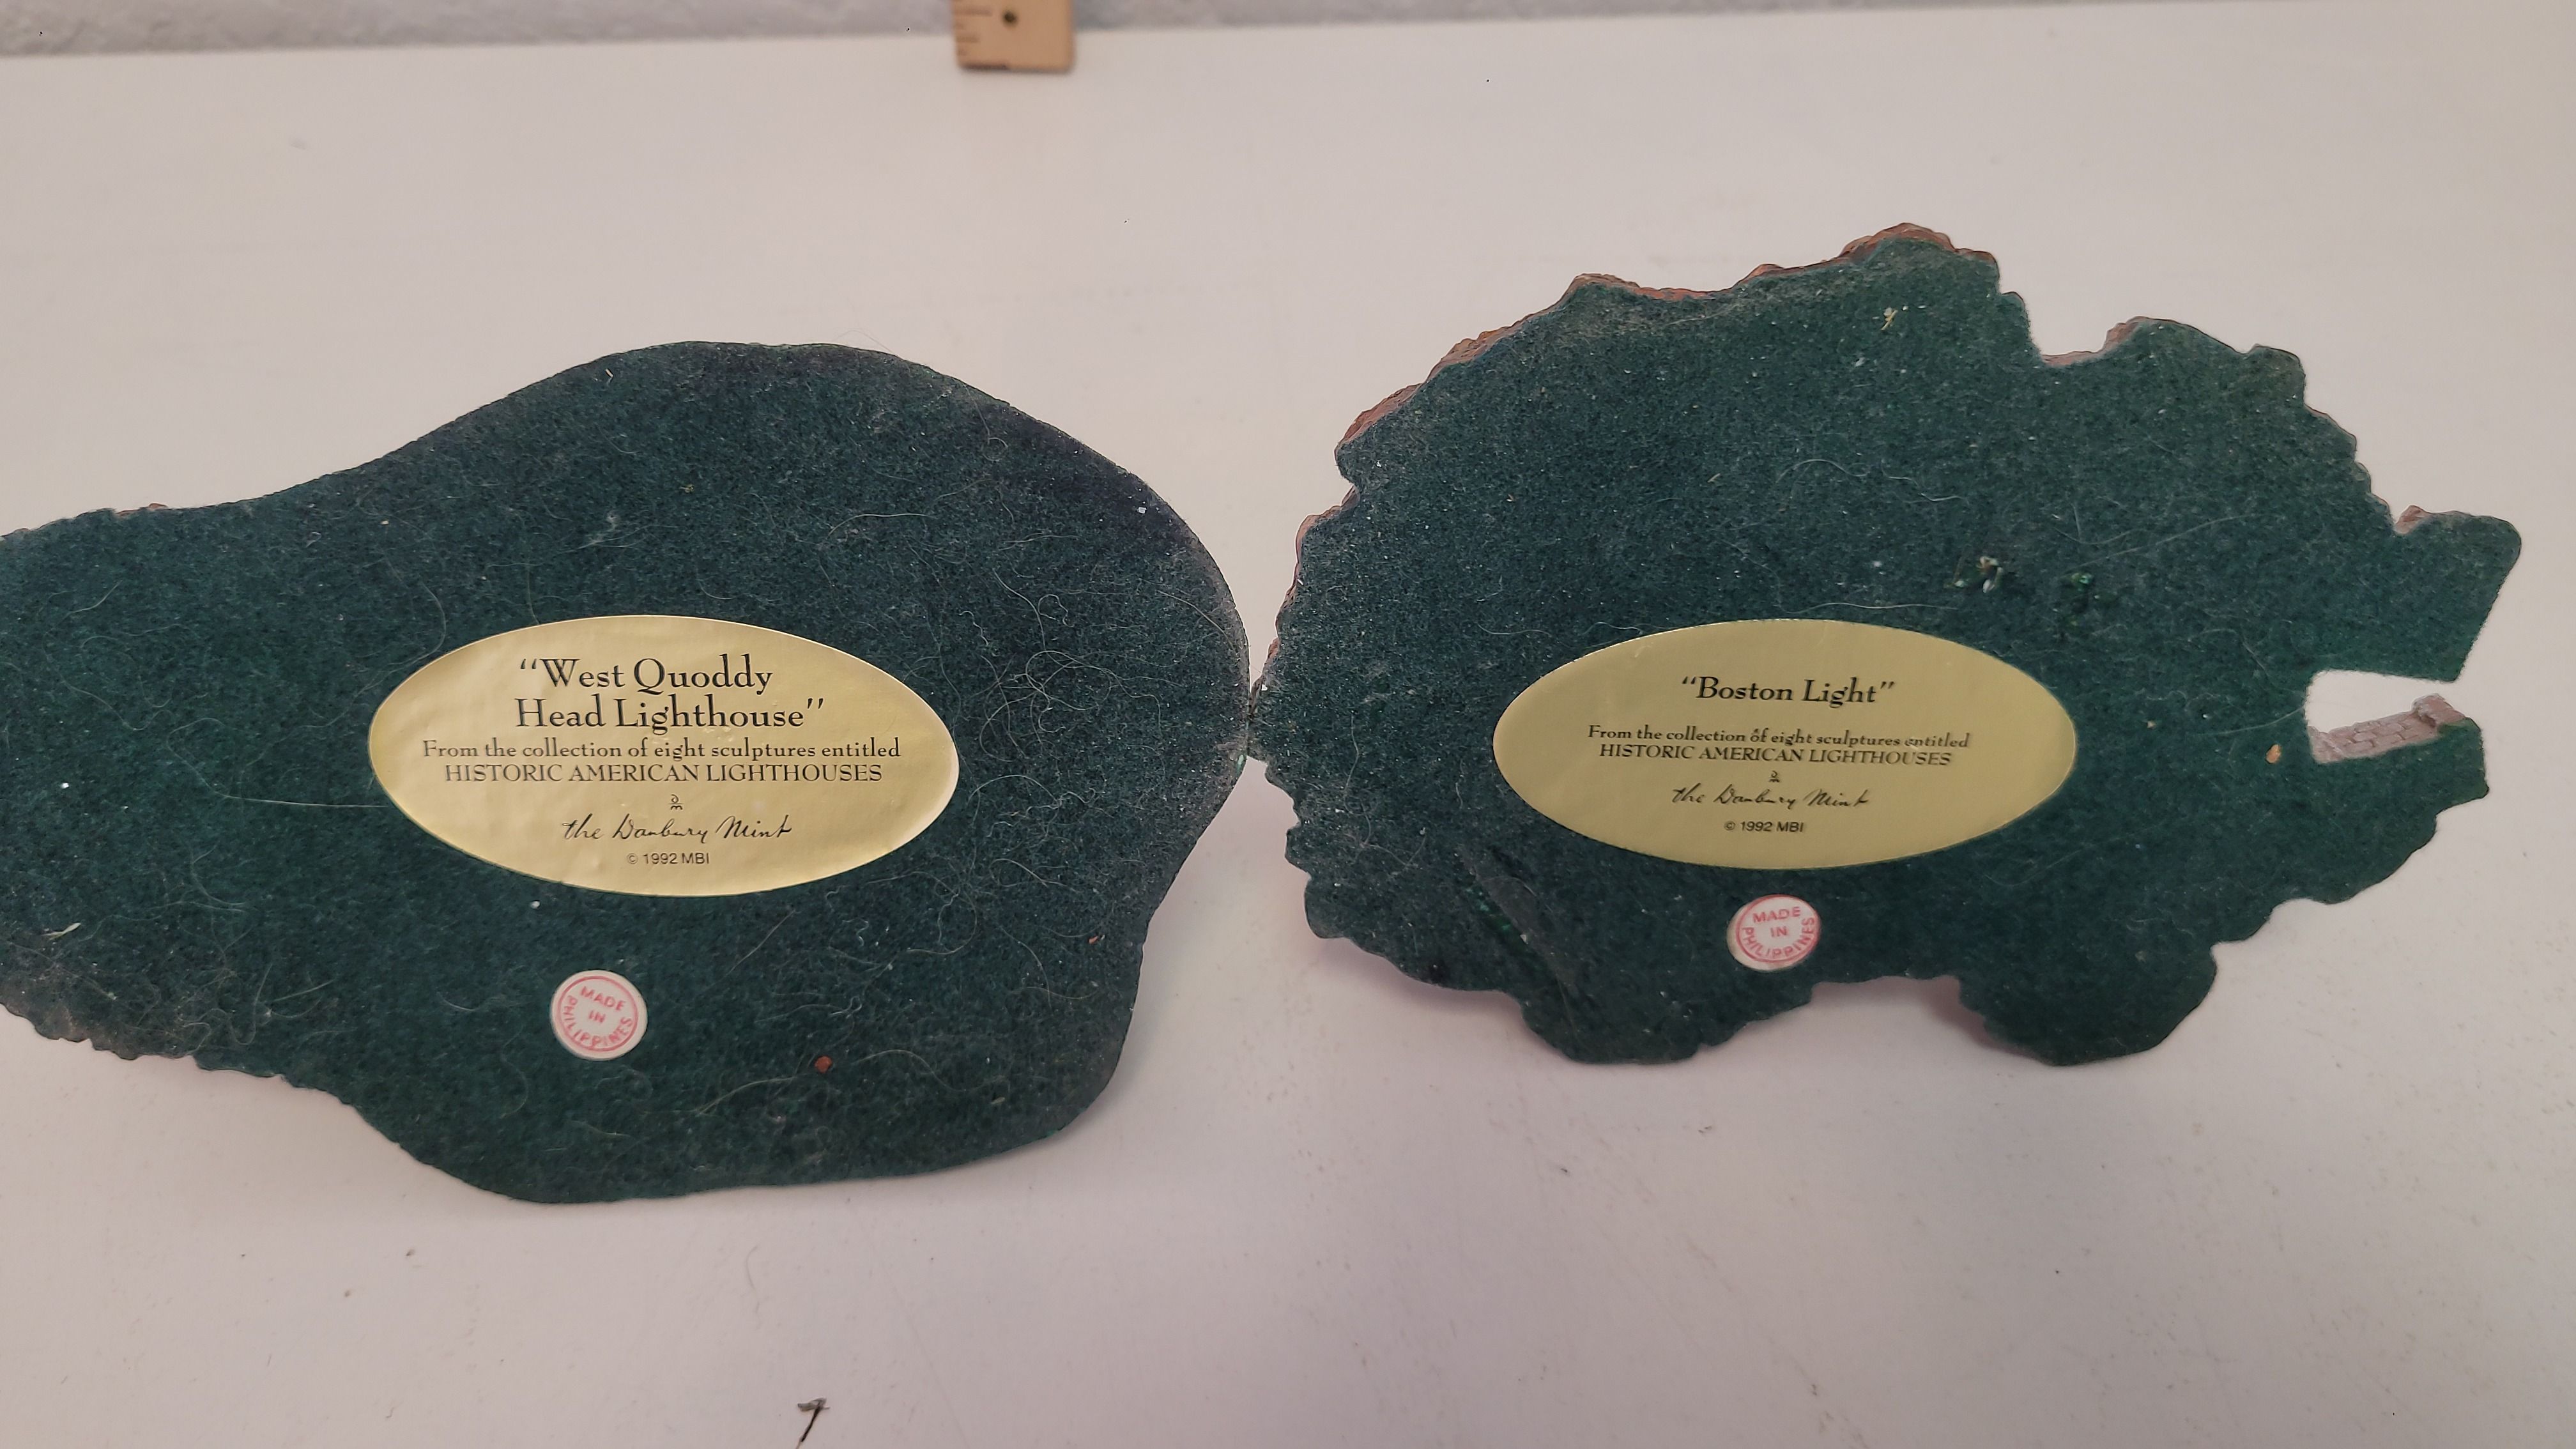 “West Quoddy
Head Lighthouse”
From the collection of eight sculptures entitled
HISTORIC AMERICAN LIGHTHOUSES
the Danbury Mint
© 1992 MBI
MADE
IN
PHILIPPINES
“Boston Light”
From the collection of eight sculptures entitled
HISTORIC AMERICAN LIGHTHOUSES
the Danbury Mint
© 1992 MBI
MADE
IN
PHILIPPINES
7